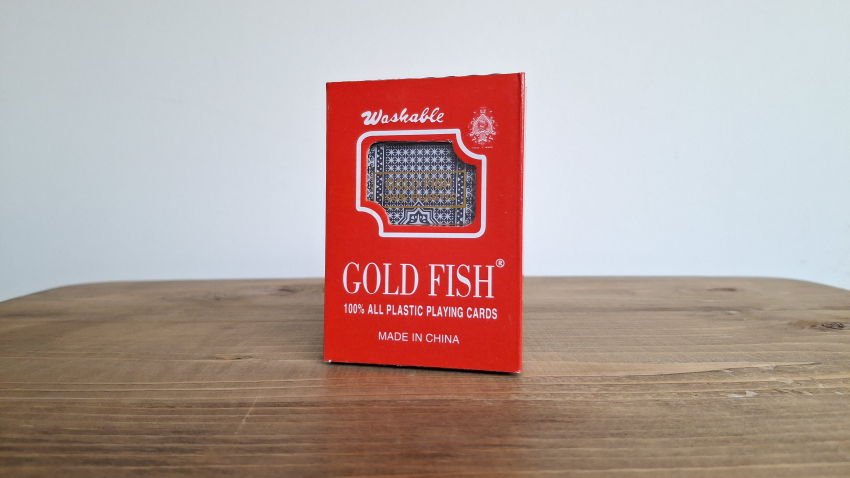 Washable
GOLD FISH®
100% ALL PLASTIC PLAYING CARDS
MADE IN CHINA